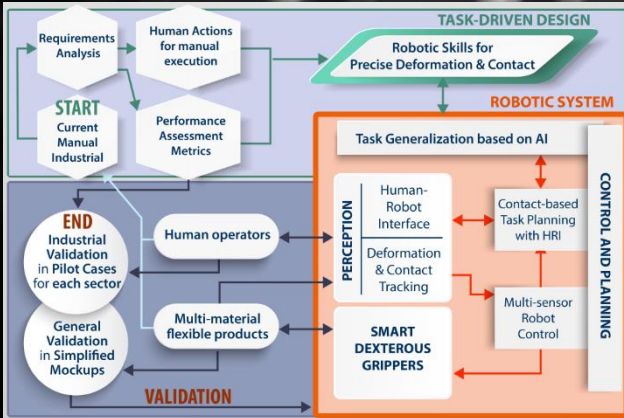 TASK-DRIVEN DESIGN
Requirements
Analysis
Human Actions
for manual
execution
Robotic Skills for
Precise Deformation & Contact
START
Current
Manual
Industrial
Performance
Assessment
Metrics
ROBOTIC SYSTEM
Task Generalization based on AI
PERCEPTION
Human-
Robot
Interface
Deformation
& Contact
Tracking
Contact-based
Task Planning
with HRI
Multi-sensor
Robot
Control
CONTROL AND PLANNING
SMART
DEXTEROUS
GRIPPERS
END
Industrial
Validation
in Pilot Cases
for each sector
Human operators
General
Validation
in Simplified
Mockups
Multi-material
flexible products
VALIDATION